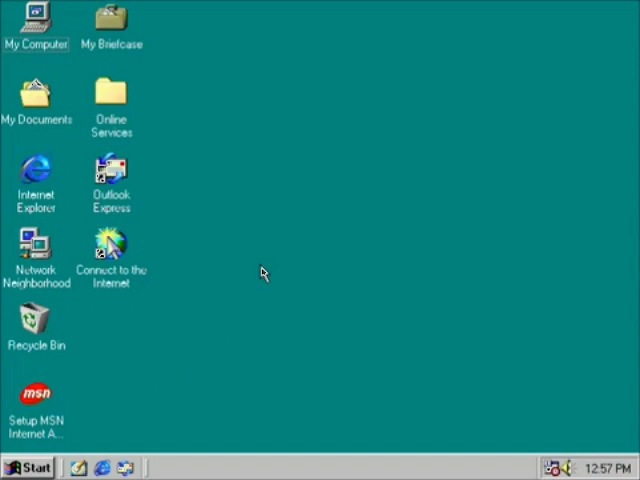 My Computer
My Briefcase
My Documents
Online
Services
Internet
Explorer
Outlook
Express
Network
Neighborhood
Connect to the
Internet
Recycle Bin
msn
Setup MSN
Internet A...
Start
12:57 PM